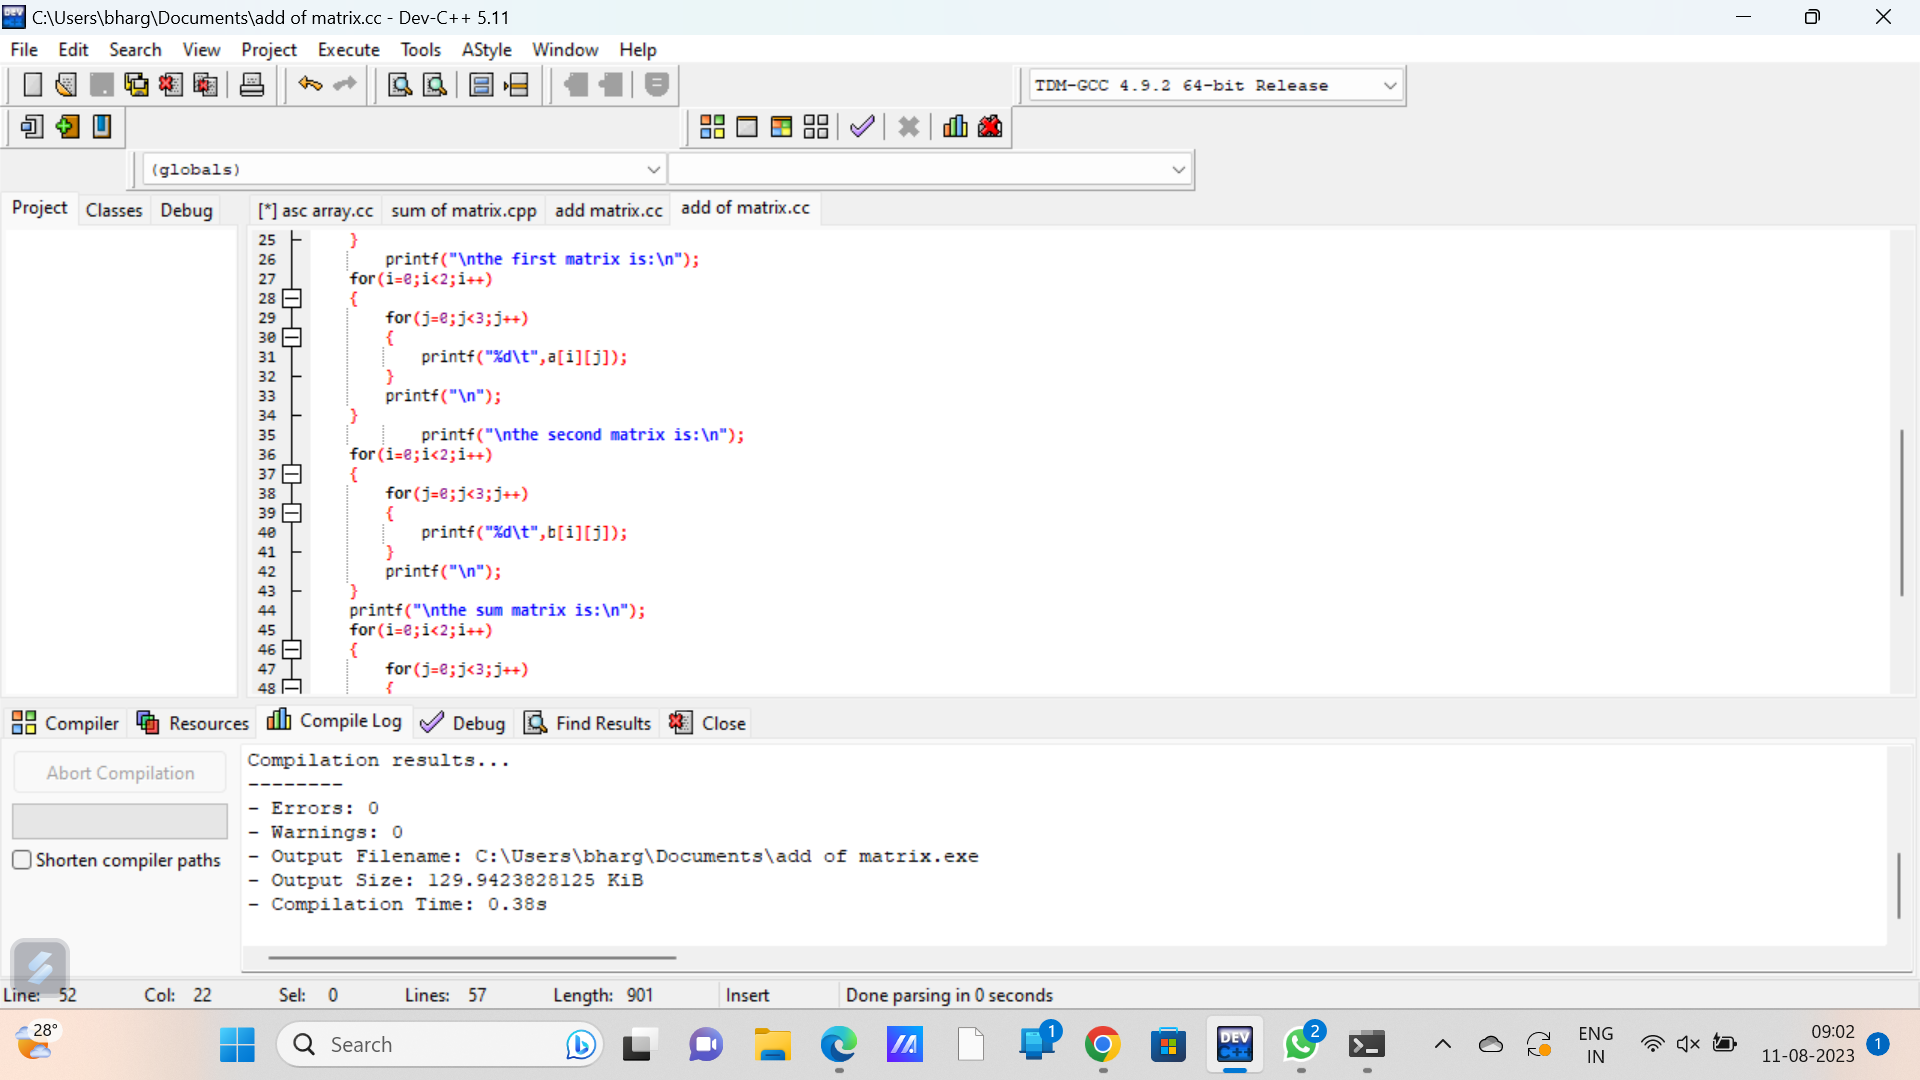 C:\Users\bharg\Documents\add of matrix.cc - Dev-C++ 5.11
File Edit Search View Project Execute Tools AStyle Window Help
TDM-GCC 4.9.2 64-bit Release
(globals)
Project Classes Debug [*] asc array.cc sum of matrix.cpp add matrix.cc add of matrix.cc
25 }
26 printf("\nthe first matrix is:\n");
27 for(i=0;i<2;i++)
28 {
29 for(j=0;j<3;j++)
30 {
31 printf("%d\t",a[i][j]);
32 }
33 printf("\n");
34 }
35 printf("\nthe second matrix is:\n");
36 for(i=0;i<2;i++)
37 {
38 for(j=0;j<3;j++)
39 {
40 printf("%d\t",b[i][j]);
41 }
42 printf("\n");
43 }
44 printf("\nthe sum matrix is:\n");
45 for(i=0;i<2;i++)
46 {
47 for(j=0;j<3;j++)
48 {
Compiler Resources Compile Log Debug Find Results Close
Abort Compilation
Shorten compiler paths
Compilation results...
--------
- Errors: 0
- Warnings: 0
- Output Filename: C:\Users\bharg\Documents\add of matrix.exe
- Output Size: 129.9423828125 KiB
- Compilation Time: 0.38s
Line: 52 Col: 22 Sel: 0 Lines: 57 Length: 901 Insert Done parsing in 0 seconds
28°
Search
1
DEV C++
2
ENG
IN
09:02
11-08-2023
1